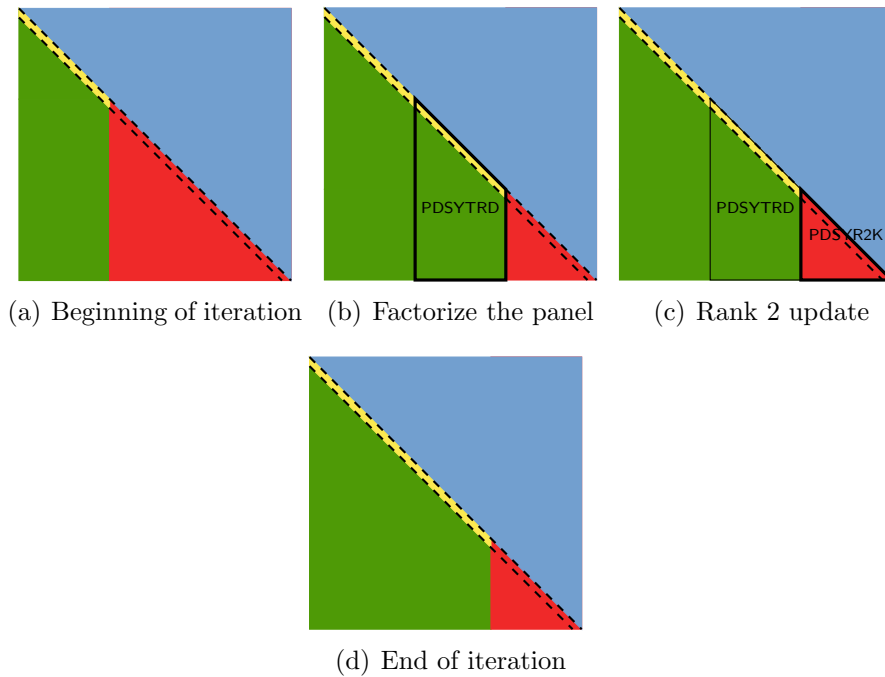 PDSYTRD
PDSYTRD
PDSYR2K
(a) Beginning of iteration
(b) Factorize the panel
(c) Rank 2 update
(d) End of iteration